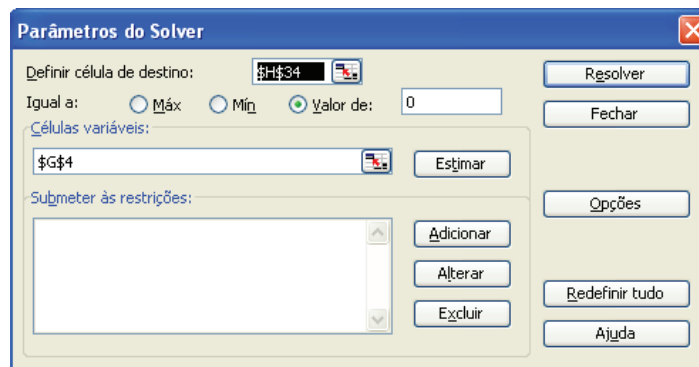 Parâmetros do Solver
Definir célula de destino: $H$34
Igual a: Máx Mín Valor de: 0
Células variáveis:
$G$4
Estimar
Submeter às restrições:
Adicionar
Alterar
Excluir
Resolver
Fechar
Opções
Redefinir tudo
Ajuda